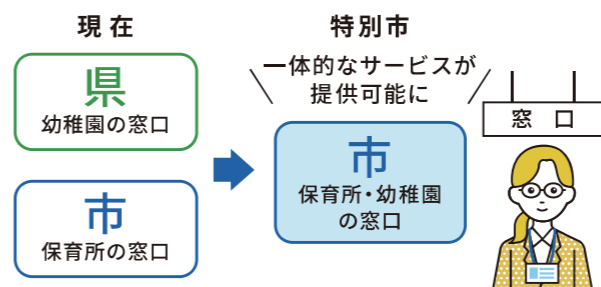 現在
県
幼稚園の窓口
市
保育所の窓口
特別市
一体的なサービスが
提供可能に
市
保育所・幼稚園
の窓口
窓口